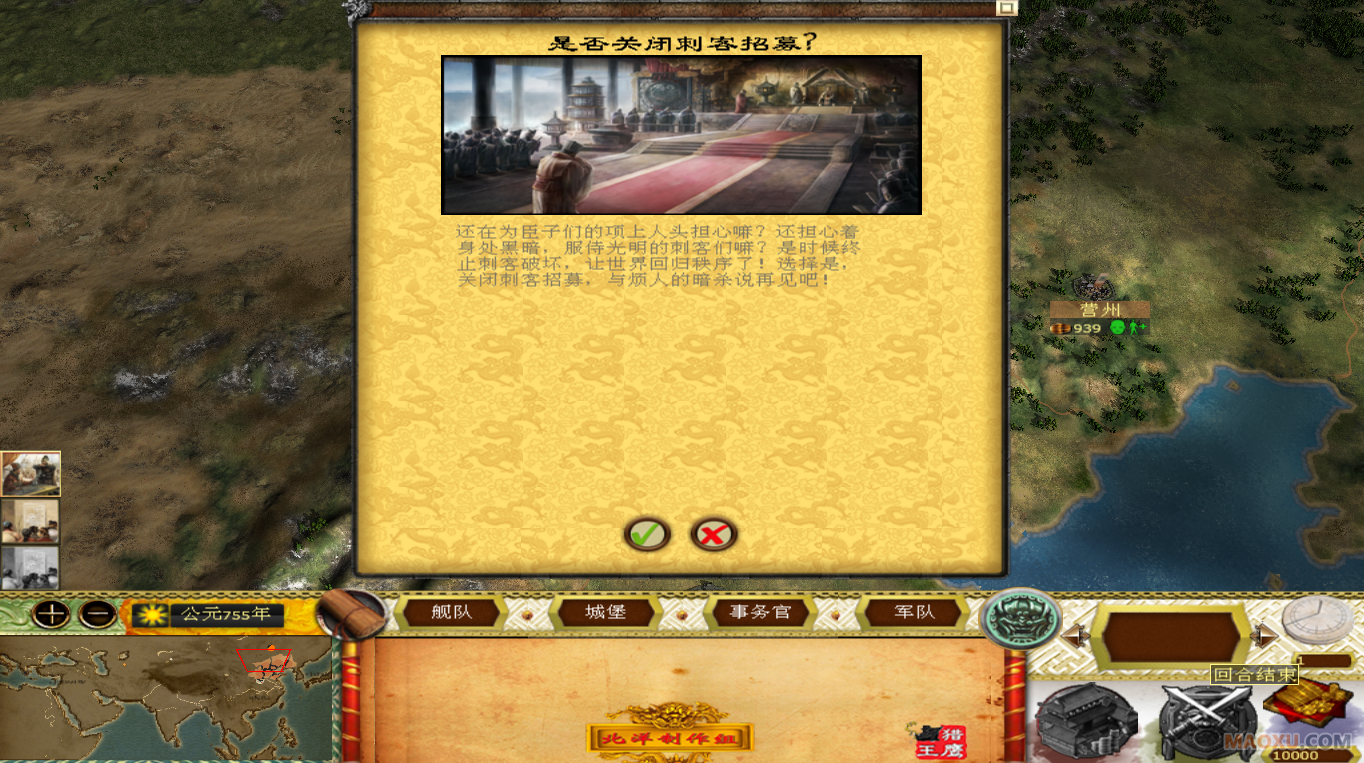 是否关闭刺客招募?
还在为臣子们的项上人头担心嘛？还担心着
身处黑暗，服侍光明的刺客们嘛？是时候终
止刺客破坏，让世界回归秩序了！选择是，
关闭刺客招募，与烦人的暗杀说再见吧！
营州
939
公元755年
舰队
城堡
事务官
军队
1
回合结束
北洋制作组
猎
王鹰
MAOXU.COM
10000